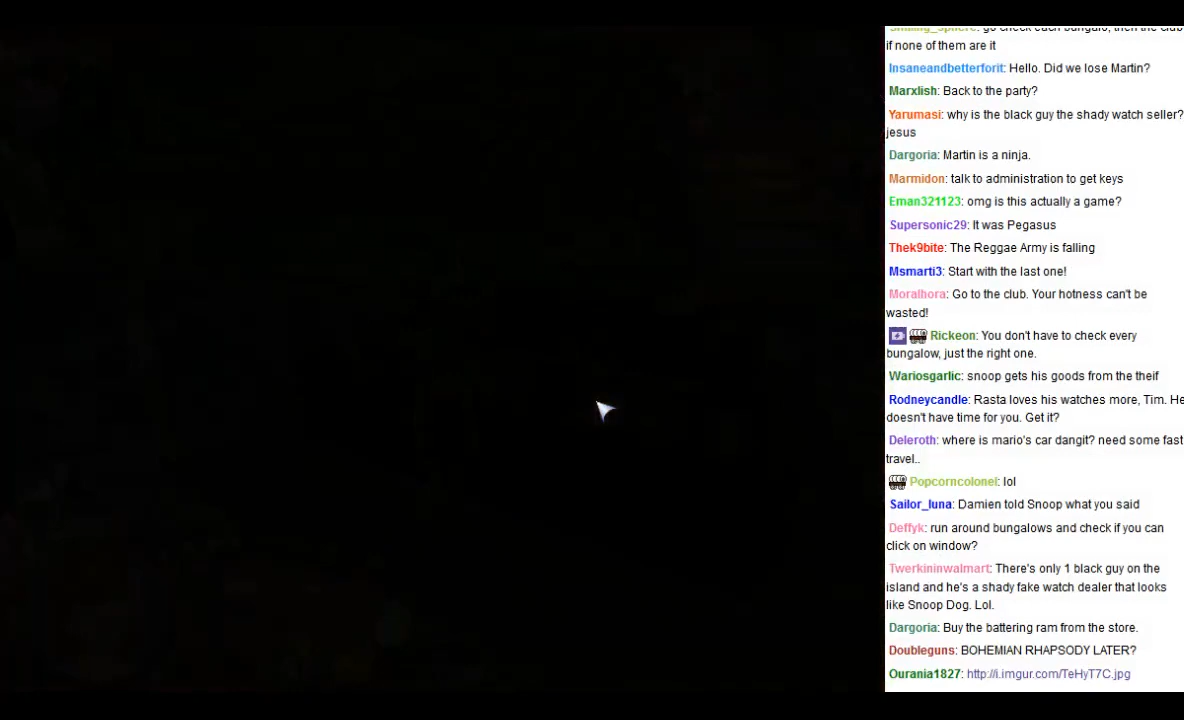 Smiling_sphere: go check each bungalo, then the club
if none of them are it
Insaneandbetterforit: Hello. Did we lose Martin?
Marxlish: Back to the party?
Yarumasi: why is the black guy the shady watch seller?
jesus
Dargoria: Martin is a ninja.
Marmidon: talk to administration to get keys
Eman321123: omg is this actually a game?
Supersonic29: It was Pegasus
Thek9bite: The Reggae Army is falling
Msmarti3: Start with the last one!
Moralhora: Go to the club. Your hotness can't be
wasted!
Rickeon: You don't have to check every
bungalow, just the right one.
Wariosgarlic: snoop gets his goods from the theif
Rodneycandle: Rasta loves his watches more, Tim. He
doesn't have time for you. Get it?
Deleroth: where is mario's car dangit? need some fast
travel..
Popcorncolonel: lol
Sailor_luna: Damien told Snoop what you said
Deffyk: run around bungalows and check if you can
click on window?
Twerkininwalmart: There's only 1 black guy on the
island and he's a shady fake watch dealer that looks
like Snoop Dog. Lol.
Dargoria: Buy the battering ram from the store.
Doubleguns: BOHEMIAN RHAPSODY LATER?
Ourania1827: http://i.imgur.com/TeHyT7C.jpg